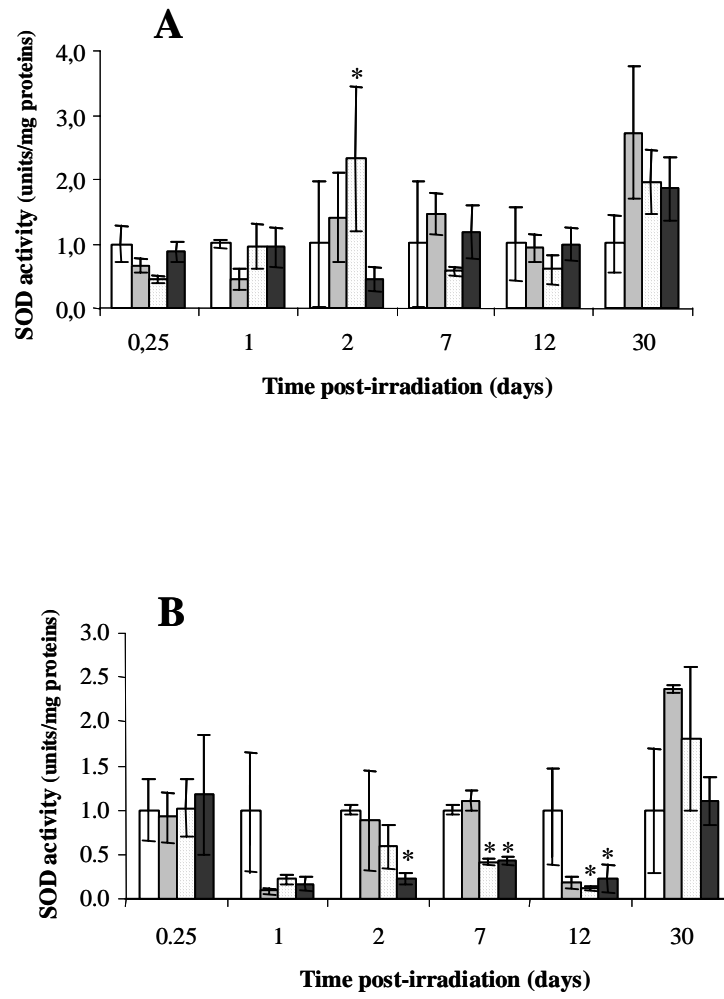 A
SOD activity (units/mg proteins)
4,0
3,0
2,0
1,0
0,0
*
0,25 1 2 7 12 30
Time post-irradiation (days)
B
SOD activity (units/mg proteins)
3.0
2.5
2.0
1.5
1.0
0.5
0.0
* * * * *
0.25 1 2 7 12 30
Time post-irradiation (days)